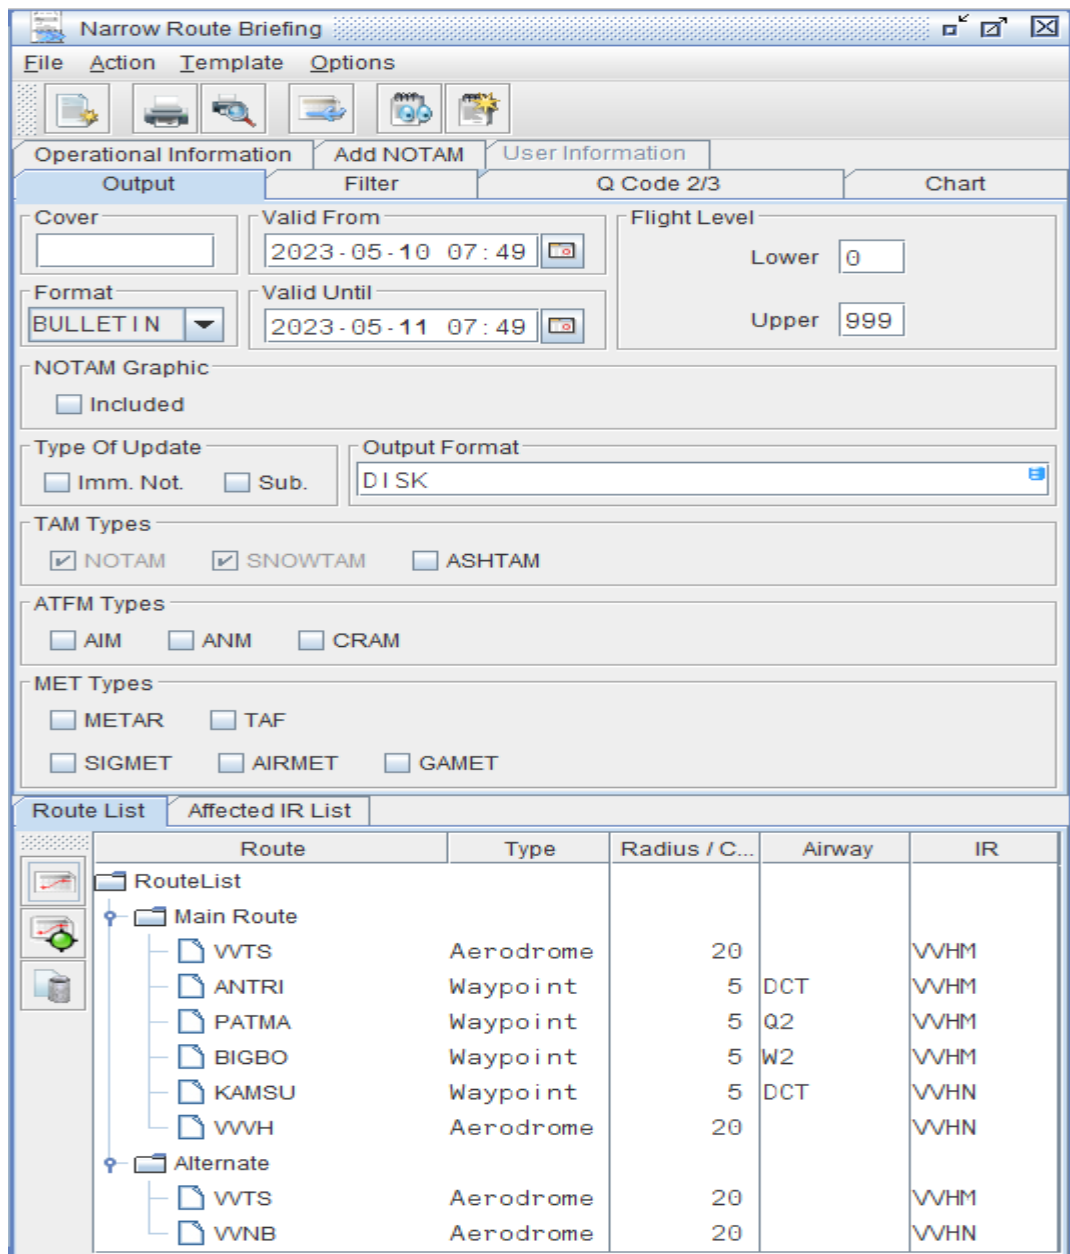 Narrow Route Briefing
File Action Template Options
Operational Information Add NOTAM User Information
Output Filter Q Code 2/3 Chart
Cover Valid From Flight Level
2023-05-10 07:49 Lower 0
Format Valid Until
BULLETIN 2023-05-11 07:49 Upper 999
NOTAM Graphic
Included
Type Of Update Output Format
Imm. Not. Sub. DISK
TAM Types
NOTAM SNOWTAM ASHTAM
ATFM Types
AIM ANM CRAM
MET Types
METAR TAF
SIGMET AIRMET GAMET
Route List Affected IR List
Route Type Radius / C... Airway IR
RouteList
Main Route
VVTS Aerodrome 20 VVHM
ANTRI Waypoint 5 DCT VVHM
PATMA Waypoint 5 Q2 VVHM
BIGBO Waypoint 5 W2 VVHM
KAMSU Waypoint 5 DCT VVHN
VVVH Aerodrome 20 VVHN
Alternate
VVTS Aerodrome 20 VVHM
VVNB Aerodrome 20 VVHN